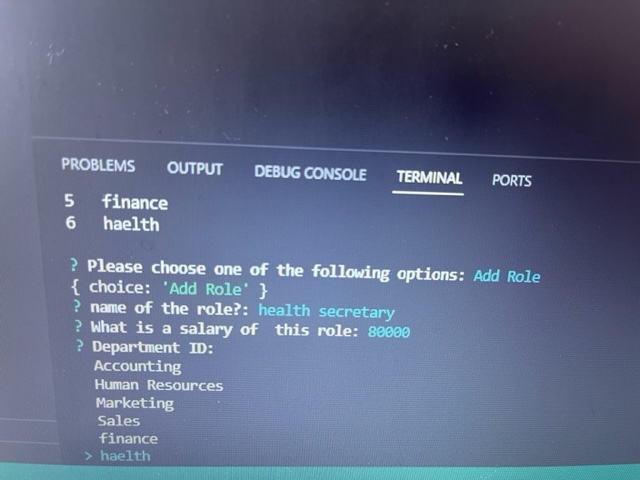 PROBLEMS OUTPUT DEBUG CONSOLE TERMINAL PORTS
5 finance
6 haelth
? Please choose one of the following options: Add Role
{ choice: 'Add Role' }
? name of the role?: health secretary
? What is a salary of  this role: 80000
? Department ID:
Accounting
Human Resources
Marketing
Sales
finance
> haelth